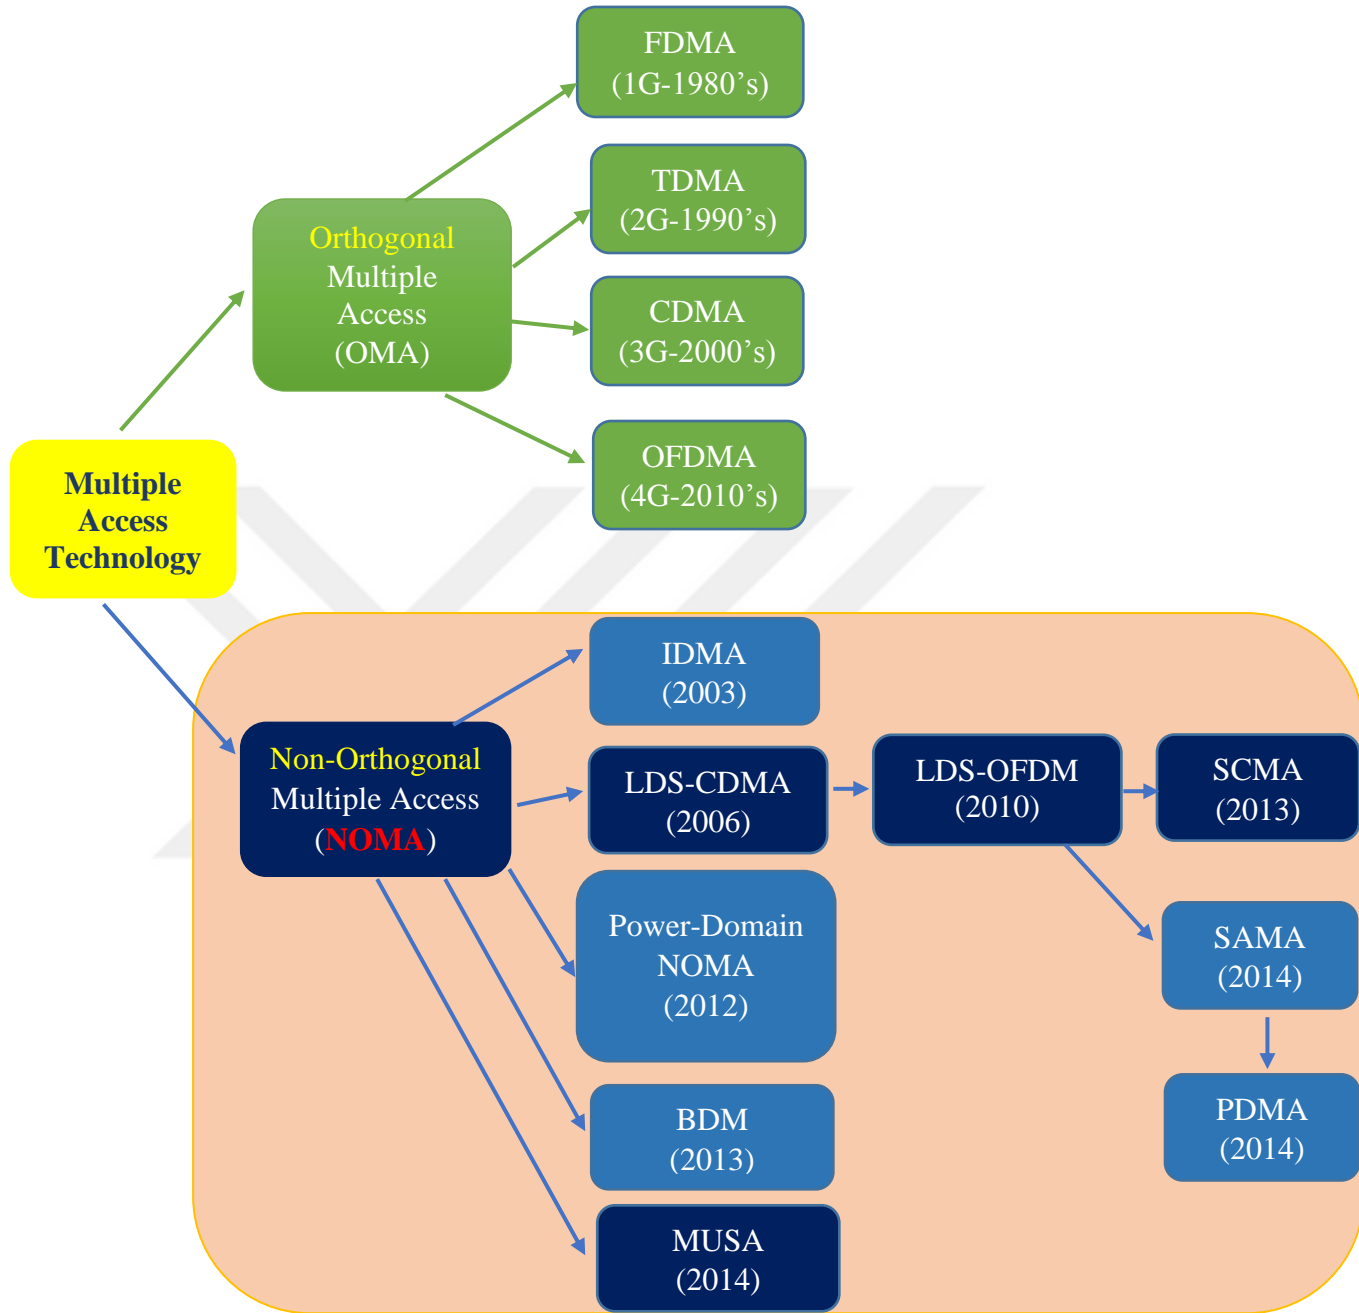 FDMA
(1G-1980’s)
TDMA
(2G-1990’s)
Orthogonal
Multiple
Access
(OMA)
CDMA
(3G-2000’s)
OFDMA
(4G-2010’s)
Multiple
Access
Technology
IDMA
(2003)
Non-Orthogonal
Multiple Access
(NOMA)
LDS-CDMA
(2006)
LDS-OFDM
(2010)
SCMA
(2013)
Power-Domain
NOMA
(2012)
SAMA
(2014)
BDM
(2013)
PDMA
(2014)
MUSA
(2014)